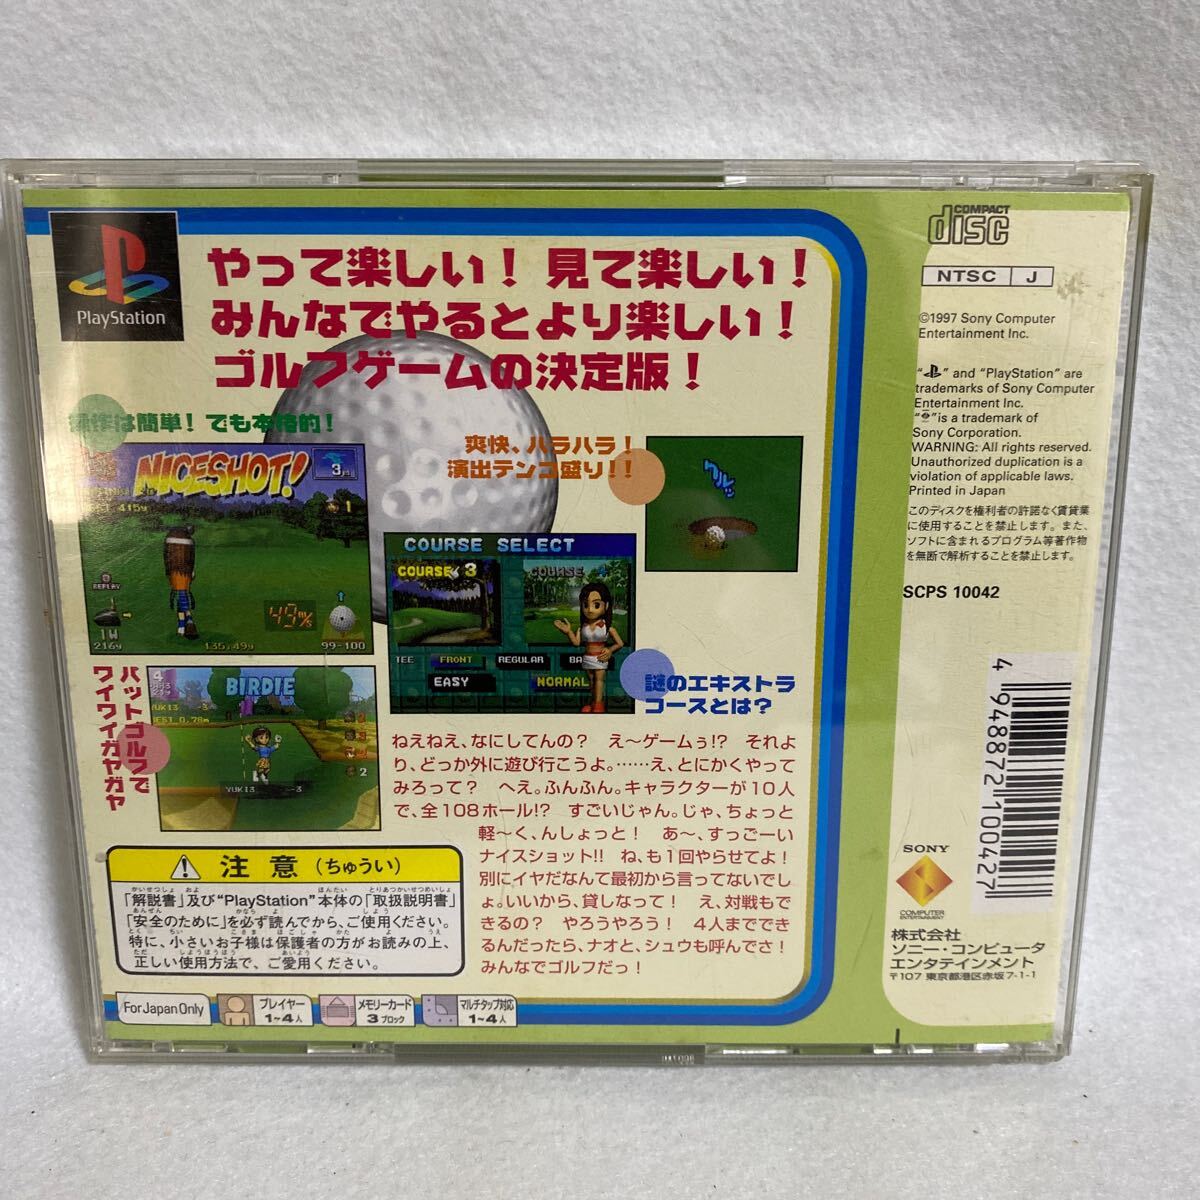 PlayStation
やって楽しい! 見て楽しい!
みんなでやるとより楽しい!
ゴルフゲームの決定版!
操作は簡単! でも本格的!
NICESHOT!
3
REPLAY
1W
216y
135.49y
49%
99-100
爽快、ハラハラ!
演出テンコ盛り!!
COURSE SELECT
COURSE 3
COURSE 4
TEE FRONT REGULAR BA
EASY NORMAL
謎のエキストラ
コースとは?
パットゴルフで
ワイワイガヤガヤ
BIRDIE
YUKI3 -3
ねえねえ、なにしてんの? え〜ゲームぅ!? それよ
り、どっか外に遊び行こうよ。……え、とにかくやって
みろって? へえ。ふんふん。キャラクターが10人
で、全108ホール!? すごいじゃん。じゃ、ちょっと
軽〜く、んしょっと! あ〜、すっごーい
ナイスショット!! ね、も1回やらせてよ!
別にイヤだなんて最初から言ってないでし
ょ。いいから、貸しなって! え、対戦もで
きるの? やろうやろう! 4人までできる
んだったら、ナオと、シュウも呼んでさ!
みんなでゴルフだっ!
注意(ちゅうい)
「解説書」及び“PlayStation”本体の「取扱説明書」
「安全のために」を必ず読んでから、ご使用ください。
特に、小さいお子様は保護者の方がお読みの上、
正しい使用方法で、ご愛用ください。
For Japan Only
プレイヤー
1~4人
メモリーカード
3ブロック
マルチタップ対応
1~4人
COMPACT
disc
NTSC J
©1997 Sony Computer
Entertainment Inc.
“ ” and “PlayStation” are
trademarks of Sony Computer
Entertainment Inc.
“ ” is a trademark of
Sony Corporation.
WARNING: All rights reserved.
Unauthorized duplication is a
violation of applicable laws.
Printed in Japan
このディスクを権利者の許諾なく賃貸業
に使用することを禁止します。また、
ソフトに含まれるプログラム等著作物
を無断で解析することを禁止します。
SCPS 10042
4 948872 100427
SONY
COMPUTER
ENTERTAINMENT
株式会社
ソニー・コンピュータ
エンタテインメント
〒107 東京都港区赤坂7-1-1